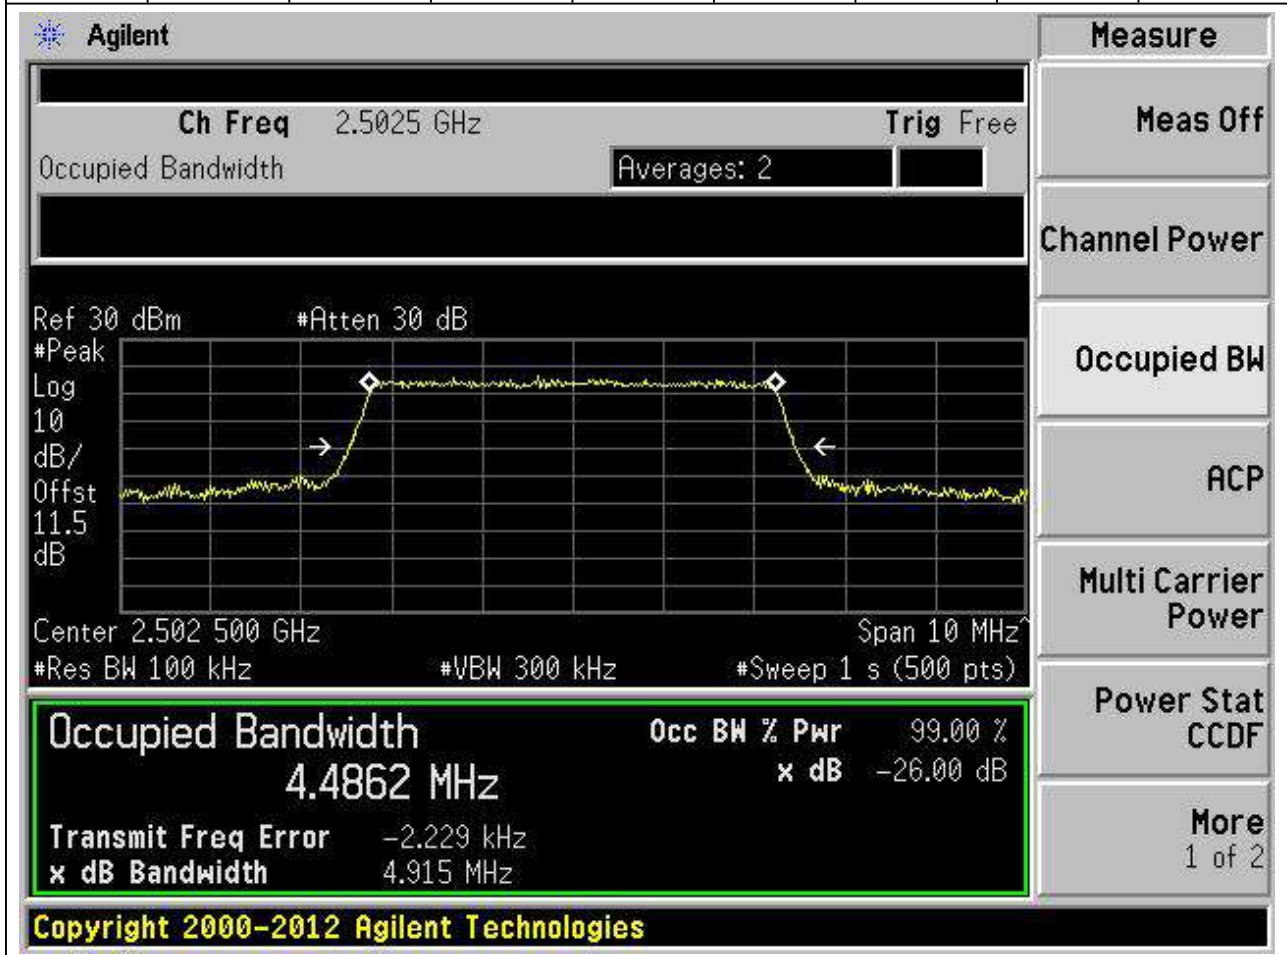 Agilent
Measure
Ch Freq 2.5025 GHz Trig Free
Meas Off
Occupied Bandwidth Averages: 2
Channel Power
Ref 30 dBm #Atten 30 dB
#Peak
Log
10
dB/
Offst
11.5
dB
Occupied BW
ACP
Center 2.502 500 GHz Span 10 MHz^
#Res BW 100 kHz #VBW 300 kHz #Sweep 1 s (500 pts)
Multi Carrier
Power
Occupied Bandwidth Occ BW % Pwr 99.00 %
4.4862 MHz x dB -26.00 dB
Power Stat
CCDF
Transmit Freq Error -2.229 kHz
x dB Bandwidth 4.915 MHz
More
1 of 2
Copyright 2000-2012 Agilent Technologies